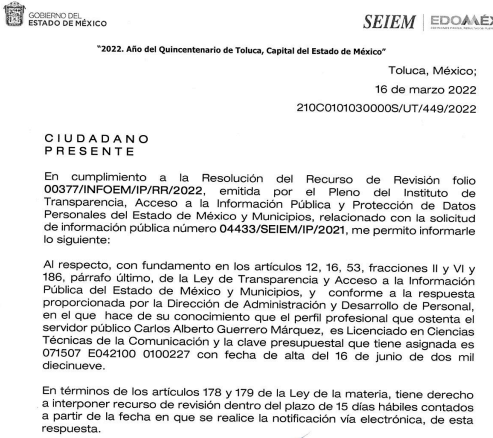 GOBIERNO DEL
ESTADO DE MÉXICO
SEIEM
EDOMÉX
"2022. Año del Quincentenario de Toluca, Capital del Estado de México"
Toluca, México;
16 de marzo 2022
210C0101030000S/UT/449/2022
CIUDADANO
PRESENTE
En cumplimiento a la Resolución del Recurso de Revisión folio
00377/INFOEM/IP/RR/2022, emitida por el Pleno del Instituto de
Transparencia, Acceso a la Información Pública y Protección de Datos
Personales del Estado de México y Municipios, relacionado con la solicitud
de información pública número 04433/SEIEM/IP/2021, me permito informarle
lo siguiente:
Al respecto, con fundamento en los artículos 12, 16, 53, fracciones II y VI y
186, párrafo último, de la Ley de Transparencia y Acceso a la Información
Pública del Estado de México y Municipios, y conforme a la respuesta
proporcionada por la Dirección de Administración y Desarrollo de Personal,
en el que hace de su conocimiento que el perfil profesional que ostenta el
servidor público Carlos Alberto Guerrero Márquez, es Licenciado en Ciencias
Técnicas de la Comunicación y la clave presupuestal que tiene asignada es
071507 E042100 0100227 con fecha de alta del 16 de junio de dos mil
diecinueve.
En términos de los artículos 178 y 179 de la Ley de la materia, tiene derecho
a interponer recurso de revisión dentro del plazo de 15 días hábiles contados
a partir de la fecha en que se realice la notificación vía electrónica, de esta
respuesta.